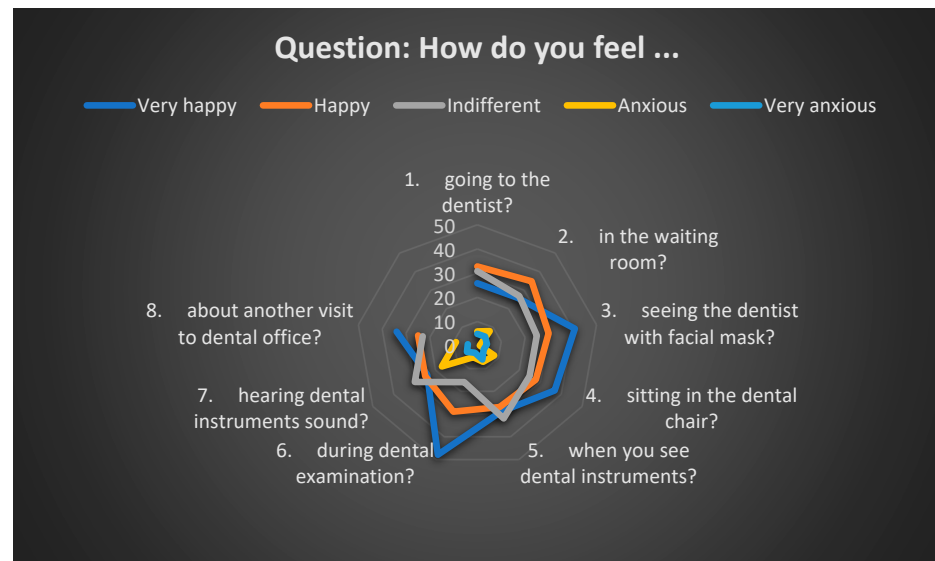 Question: How do you feel ...
Very happy Happy Indifferent Anxious Very anxious
1. going to the
dentist?
2. in the waiting
room?
3. seeing the dentist
with facial mask?
4. sitting in the dental
chair?
5. when you see
dental instruments?
6. during dental
examination?
7. hearing dental
instruments sound?
8. about another visit
to dental office?
50
40
30
20
10
0